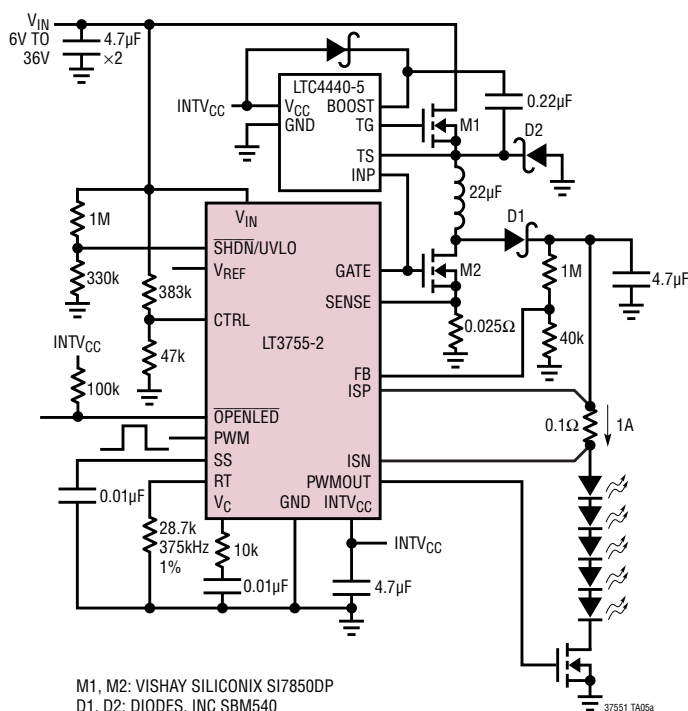 V_IN
6V TO
36V
4.7µF
×2
LTC4440-5
INTV_CC
V_CC
BOOST
GND
TG
TS
INP
M1
0.22µF
D2
22µF
1M
330k
V_IN
SHDN/UVLO
V_REF
383k
GATE
M2
D1
1M
4.7µF
SENSE
0.025Ω
CTRL
47k
LT3755-2
40k
INTV_CC
100k
FB
ISP
OPENLED
PWM
0.1Ω
1A
SS
ISN
RT
PWMOUT
V_C
GND
INTV_CC
0.01µF
28.7k
375kHz
1%
10k
0.01µF
INTV_CC
4.7µF
M1, M2: VISHAY SILICONIX SI7850DP
D1, D2: DIODES, INC SBM540
37551 TA05a